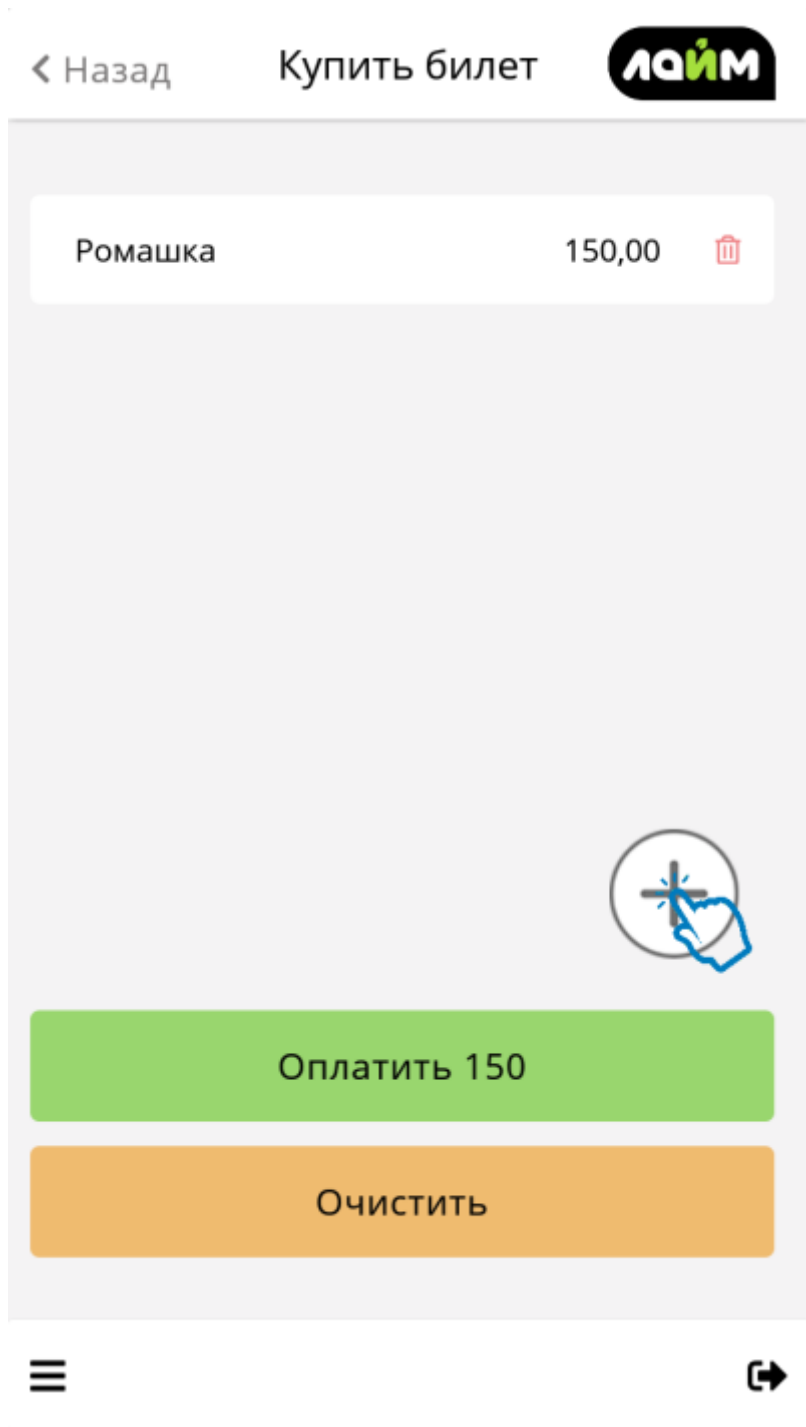 Назад
Купить билет
лайм
Ромашка 150,00
Оплатить 150
Очистить